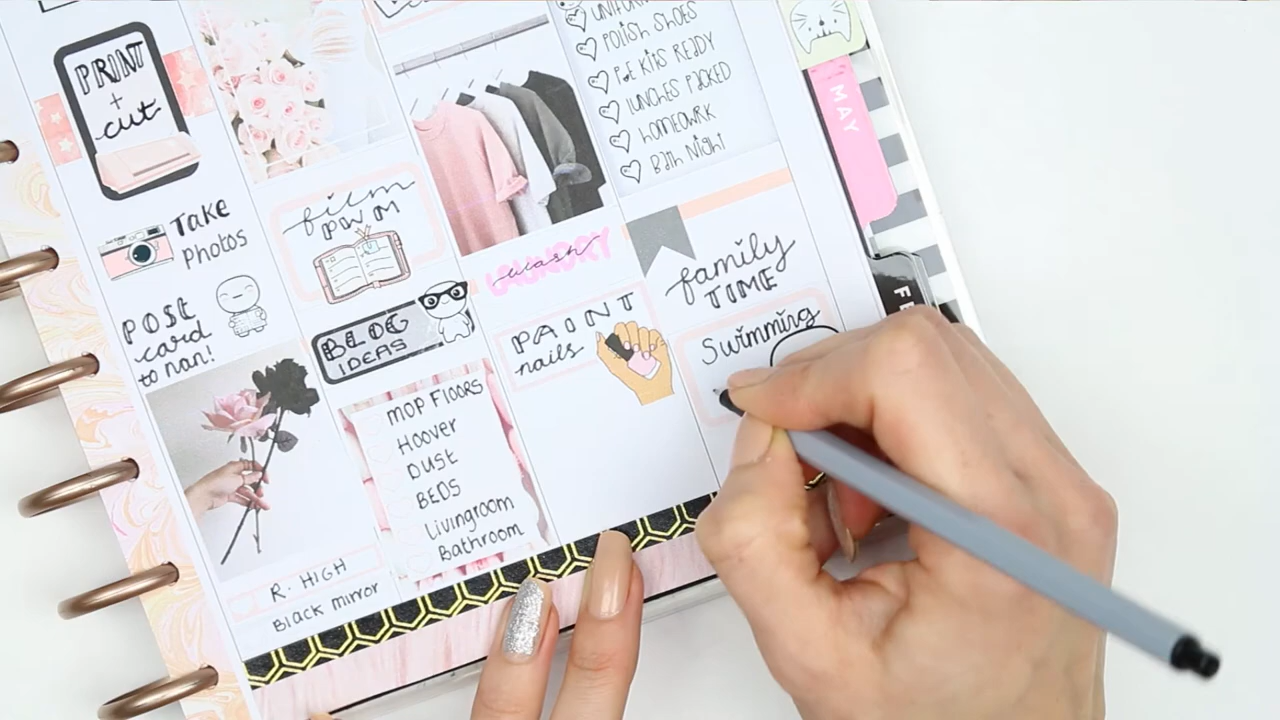 PRINT
+
cut
Take
photos
POST
card
to nan!
R. HIGH
Black mirror
film
PWM
BLOG
IDEAS
MOP FlOORS
HOOVER
DUST
BEDS
Livingroom
Bathroom
wash
LAUNDRY
PAINT
nails
POLISH SHOES
P.E KITS READY
LUNCHES PACKED
HOMEWORK
BATH NIGHT
family
TIME
Swimming
MAY